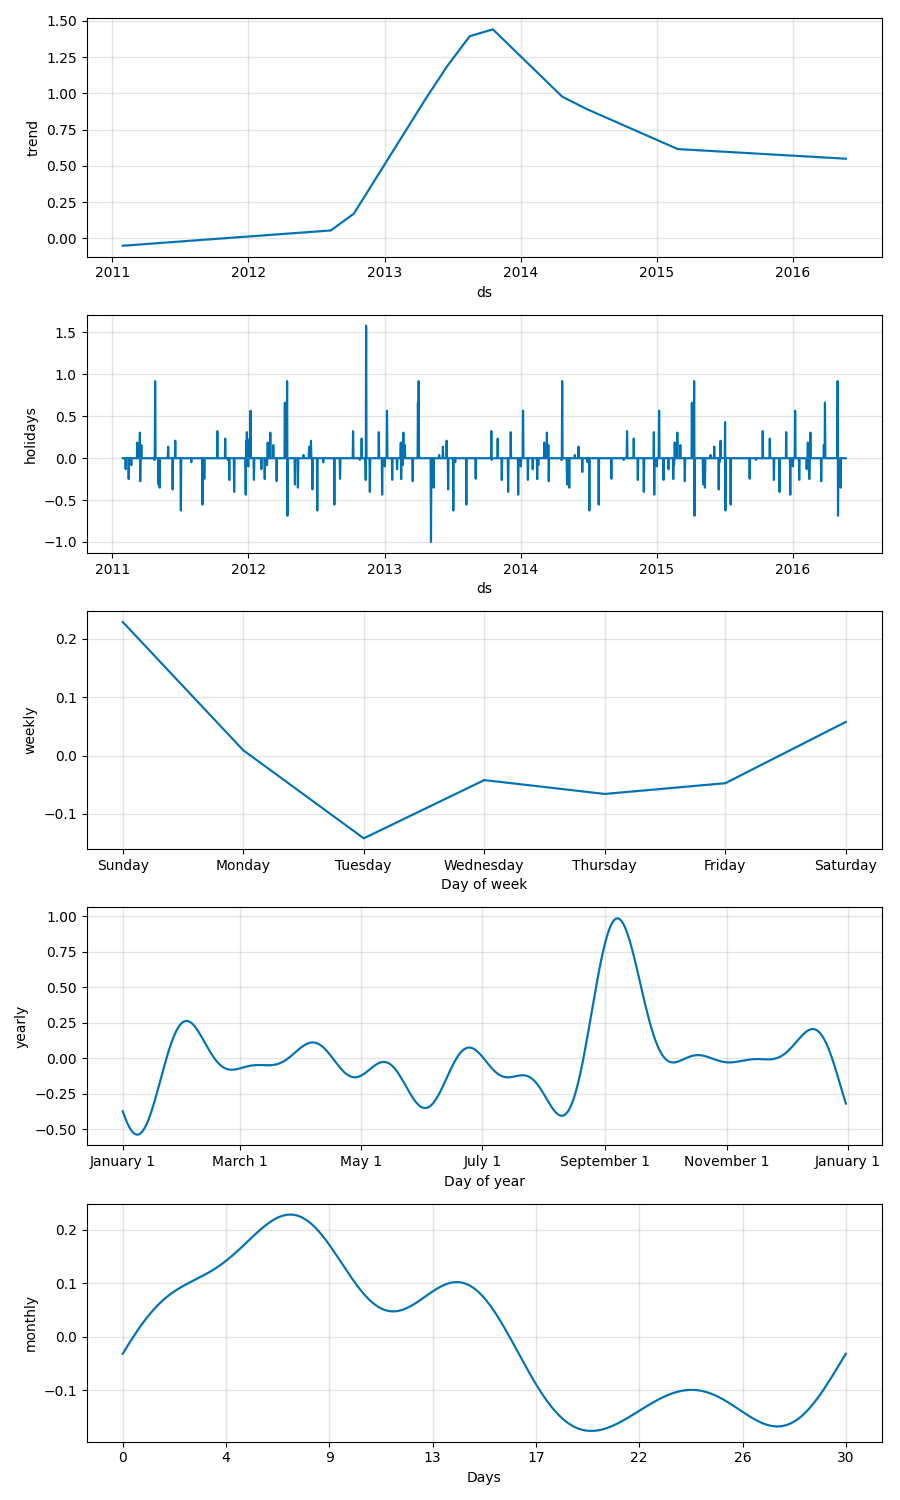 1.50
1.25
1.00
0.75
0.50
0.25
0.00
trend
2011 2012 2013 2014 2015 2016
ds
1.5
1.0
0.5
0.0
−0.5
−1.0
holidays
2011 2012 2013 2014 2015 2016
ds
0.2
0.1
0.0
−0.1
weekly
Sunday Monday Tuesday Wednesday Thursday Friday Saturday
Day of week
1.00
0.75
0.50
0.25
0.00
−0.25
−0.50
yearly
January 1 March 1 May 1 July 1 September 1 November 1 January 1
Day of year
0.2
0.1
0.0
−0.1
monthly
0 4 9 13 17 22 26 30
Days